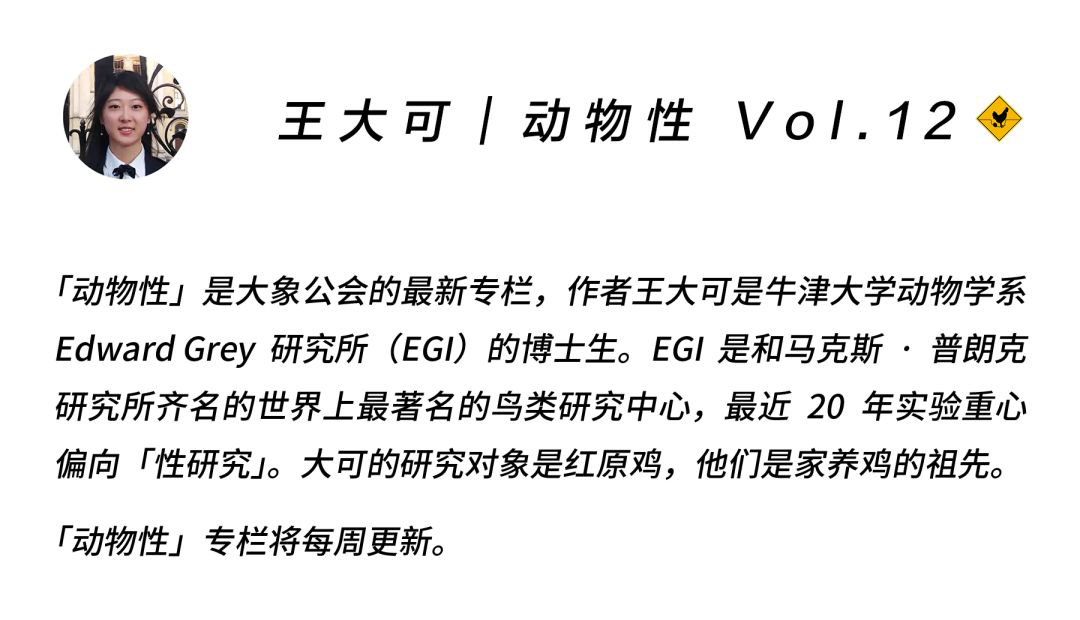 王大可｜动物性 Vol.12
「动物性」是大象公会的最新专栏，作者王大可是牛津大学动物学系
Edward Grey 研究所（EGI）的博士生。EGI 是和马克斯 · 普朗克
研究所齐名的世界上最著名的鸟类研究中心，最近 20 年实验重心
偏向「性研究」。大可的研究对象是红原鸡，他们是家养鸡的祖先。
「动物性」专栏将每周更新。